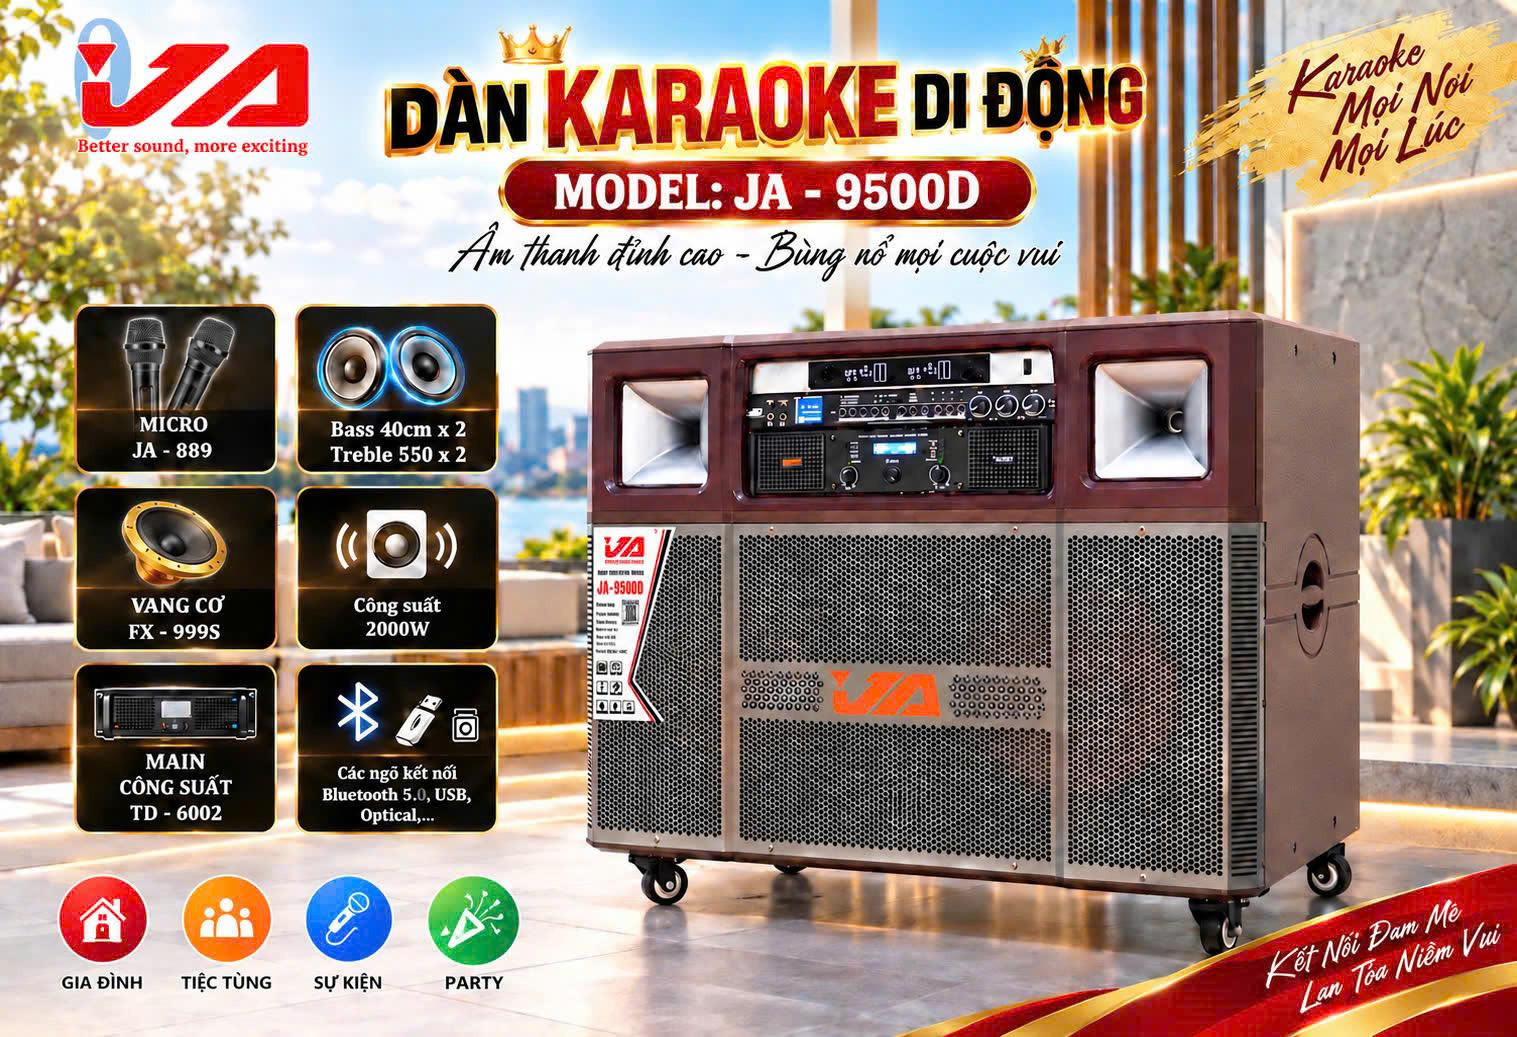 JA
Better sound, more exciting
DÀN KARAOKE DI ĐỘNG
MODEL: JA - 9500D
Âm thanh đỉnh cao - Bùng nổ mọi cuộc vui
Karaoke
Mọi Nơi
Mọi Lúc
MICRO
JA - 889
Bass 40cm x 2
Treble 550 x 2
VANG CƠ
FX - 999S
Công suất
2000W
MAIN
CÔNG SUẤT
TD - 6002
Các ngõ kết nối
Bluetooth 5.0, USB,
Optical,...
JA
JA-9500D
JA
GIA ĐÌNH
TIỆC TÙNG
SỰ KIỆN
PARTY
Kết Nối Đam Mê
Lan Tỏa Niềm Vui